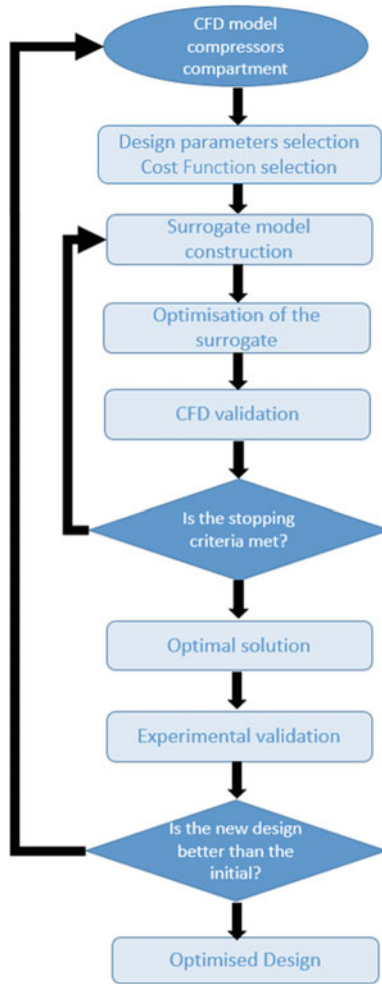 CFD model
compressors
compartment
Design parameters selection
Cost Function selection
Surrogate model
construction
Optimisation of the
surrogate
CFD validation
Is the stopping
criteria met?
Optimal solution
Experimental validation
Is the new design
better than the
initial?
Optimised Design